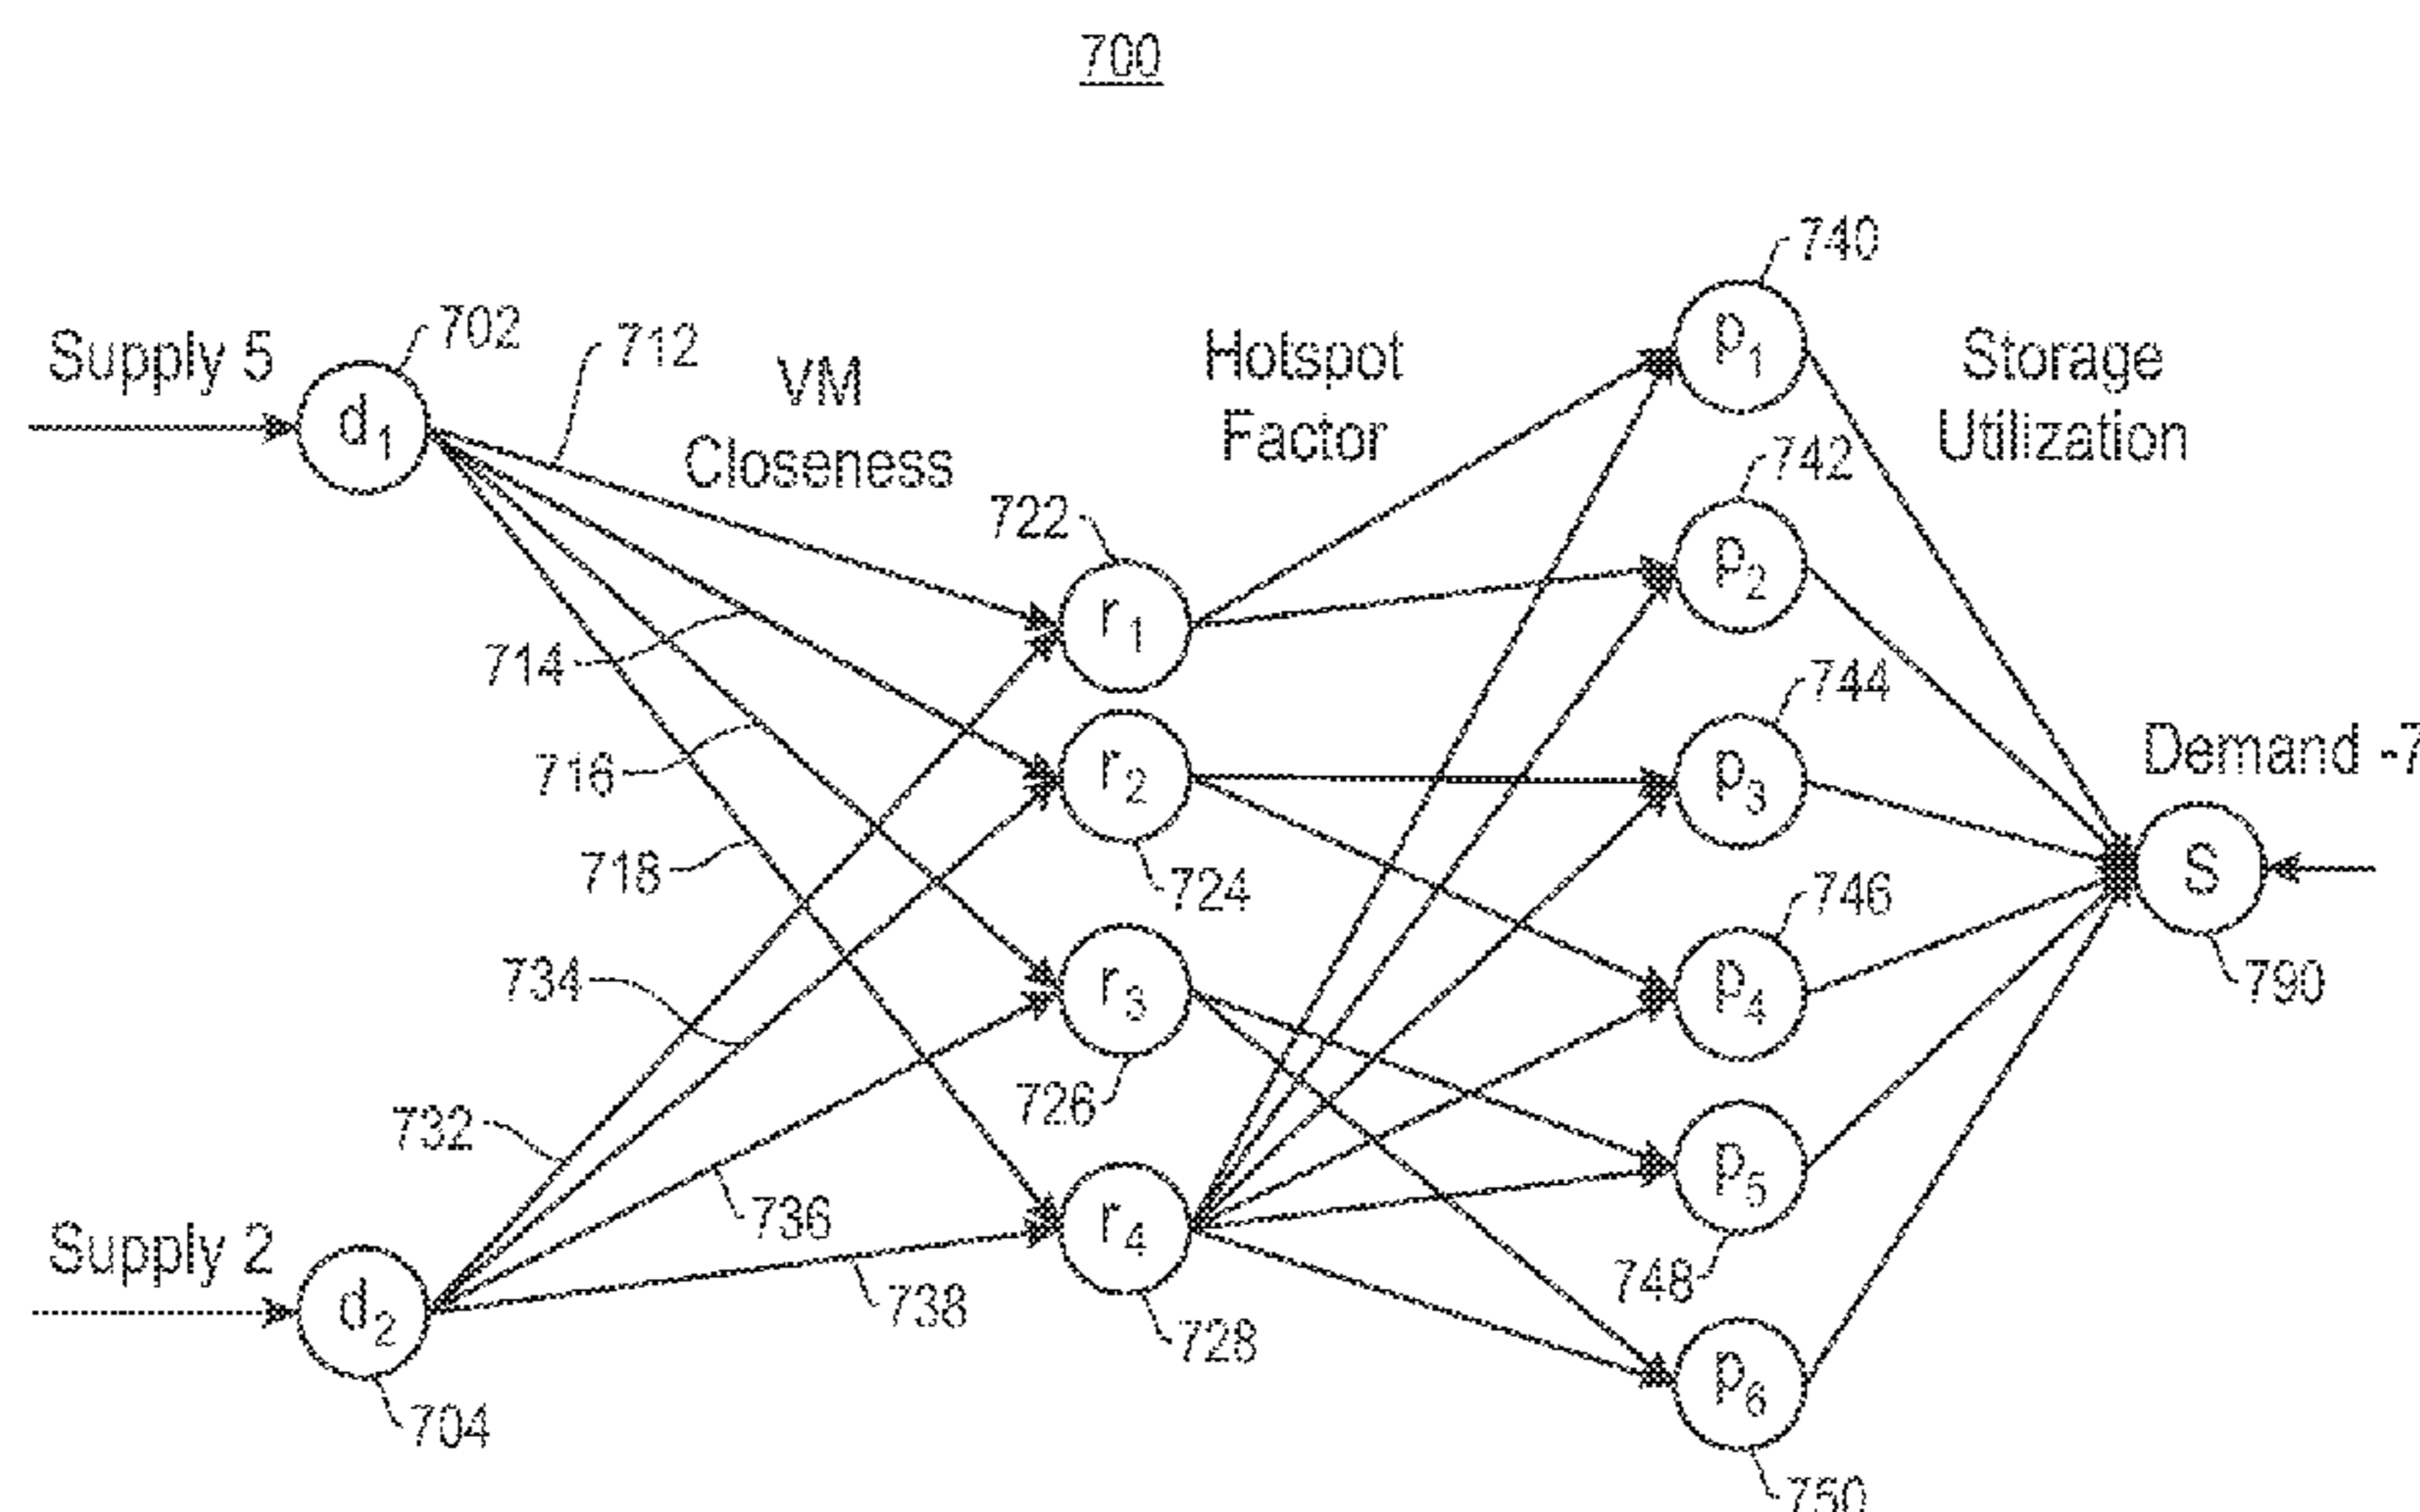 700
740
Supply 5
702
712
VM
Closeness
Hotspot
Factor
p1
Storage
Utilization
d1
742
722
p2
r1
714
744
716
r2
p3
Demand -7
718
724
746
S
734
r3
p4
790
726
732
p5
736
r4
748
Supply 2
738
728
d2
p6
704
750